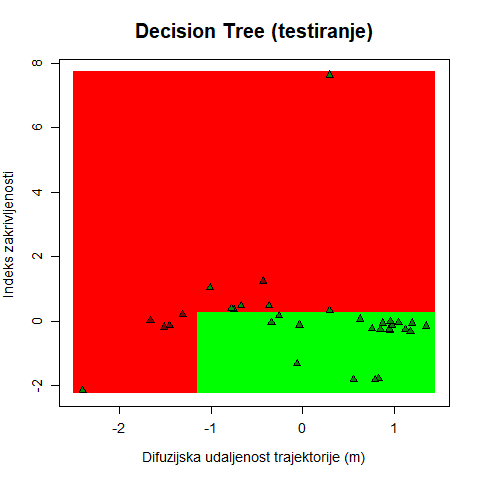 Decision Tree (testiranje)
Indeks zakrivljenosti
8
6
4
2
0
-2
-2 -1 0 1
Difuzijska udaljenost trajektorije (m)